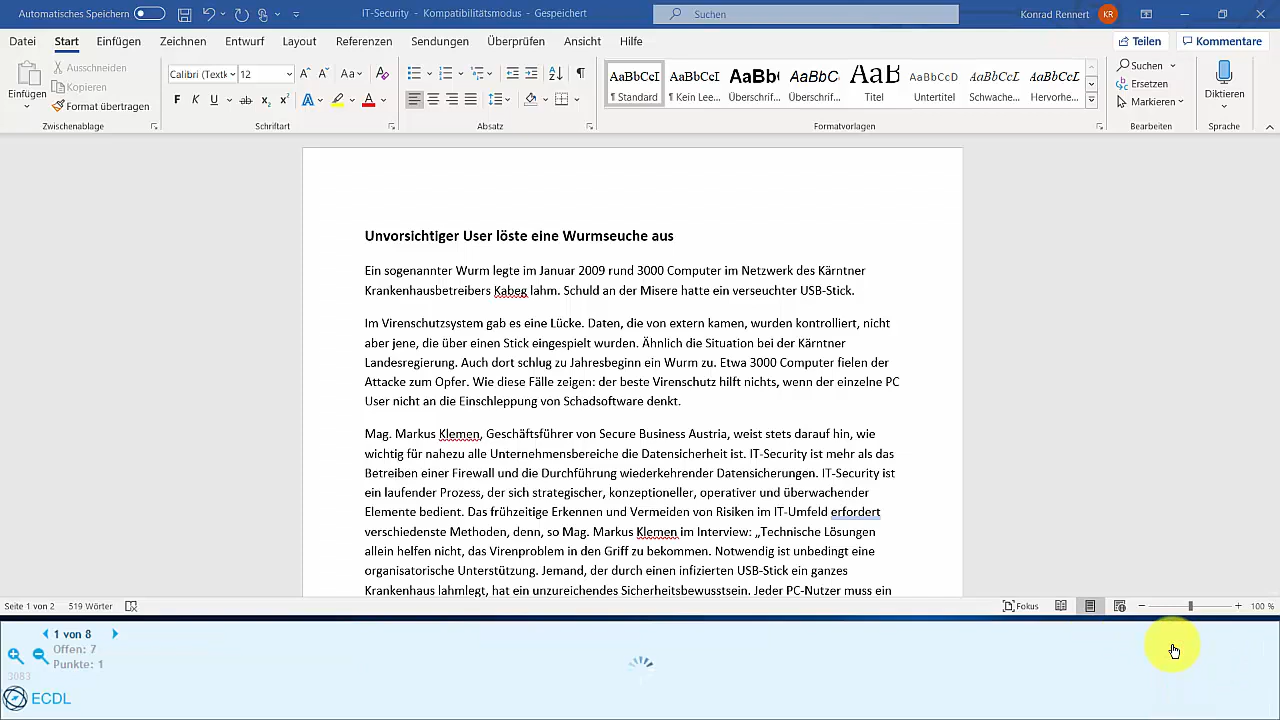 Automatisches Speichern
IT-Security - Kompatibilitätsmodus - Gespeichert
Suchen
Konrad Rennert KR
Datei Start Einfügen Zeichnen Entwurf Layout Referenzen Sendungen Überprüfen Ansicht Hilfe Teilen Kommentare
Einfügen
Ausschneiden
Kopieren
Format übertragen
Zwischenablage
Calibri (Textk 12
F K U ab x₂ x²
Schriftart
Absatz
AaBbCcI AaBbCcI AaBb( AaBbC AaB AaBbCcD AaBbCcI AaBbCcI
¶ Standard ¶ Kein Lee... Überschrif... Überschrif... Titel Untertitel Schwache... Hervorhe...
Formatvorlagen
Suchen
Ersetzen
Markieren
Bearbeiten
Diktieren
Sprache
Unvorsichtiger User löste eine Wurmseuche aus
Ein sogenannter Wurm legte im Januar 2009 rund 3000 Computer im Netzwerk des Kärntner
Krankenhausbetreibers Kabeg lahm. Schuld an der Misere hatte ein verseuchter USB-Stick.
Im Virenschutzsystem gab es eine Lücke. Daten, die von extern kamen, wurden kontrolliert, nicht
aber jene, die über einen Stick eingespielt wurden. Ähnlich die Situation bei der Kärntner
Landesregierung. Auch dort schlug zu Jahresbeginn ein Wurm zu. Etwa 3000 Computer fielen der
Attacke zum Opfer. Wie diese Fälle zeigen: der beste Virenschutz hilft nichts, wenn der einzelne PC
User nicht an die Einschleppung von Schadsoftware denkt.
Mag. Markus Klemen, Geschäftsführer von Secure Business Austria, weist stets darauf hin, wie
wichtig für nahezu alle Unternehmensbereiche die Datensicherheit ist. IT-Security ist mehr als das
Betreiben einer Firewall und die Durchführung wiederkehrender Datensicherungen. IT-Security ist
ein laufender Prozess, der sich strategischer, konzeptioneller, operativer und überwachender
Elemente bedient. Das frühzeitige Erkennen und Vermeiden von Risiken im IT-Umfeld erfordert
verschiedenste Methoden, denn, so Mag. Markus Klemen im Interview: „Technische Lösungen
allein helfen nicht, das Virenproblem in den Griff zu bekommen. Notwendig ist unbedingt eine
organisatorische Unterstützung. Jemand, der durch einen infizierten USB-Stick ein ganzes
Krankenhaus lahmlegt, hat ein unzureichendes Sicherheitsbewusstsein. Jeder PC-Nutzer muss ein
Seite 1 von 2 519 Wörter Fokus 100 %
1 von 8
Offen: 7
Punkte: 1
3083
ECDL